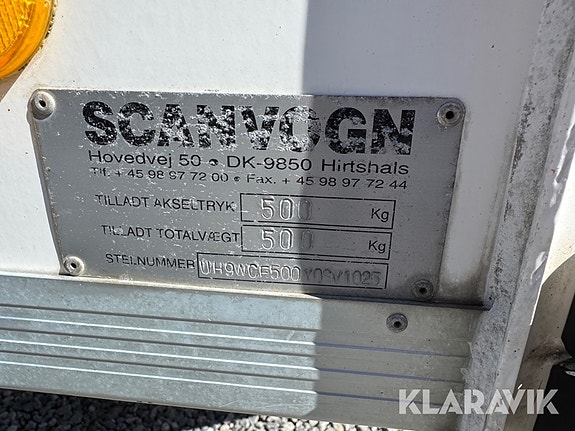 SCANVOGN
Hovedvej 50 • DK-9850 Hirtshals
Tlf. + 45 98 97 72 00 • Fax. + 45 98 97 72 44
TILLADT AKSELTRYK 500 Kg
TILLADT TOTALVÆGT 500 Kg
STELNUMMER
KLARAVIK